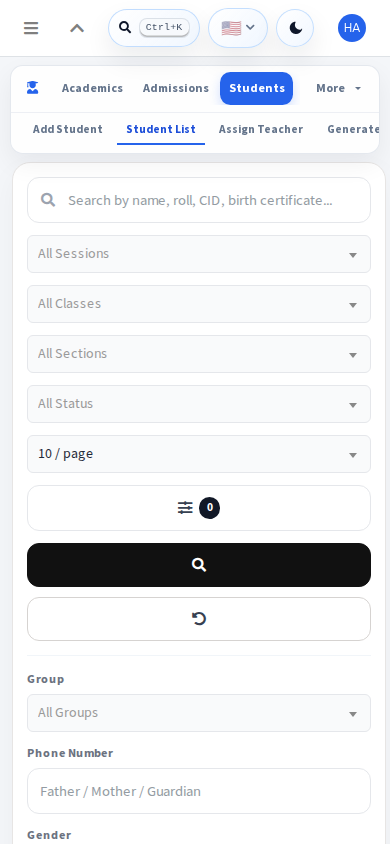 Ctrl+K
HA
Academics Admissions Students More
Add Student Student List Assign Teacher Generate
Search by name, roll, CID, birth certificate...
All Sessions
All Classes
All Sections
All Status
10 / page
0
Group
All Groups
Phone Number
Father / Mother / Guardian
Gender